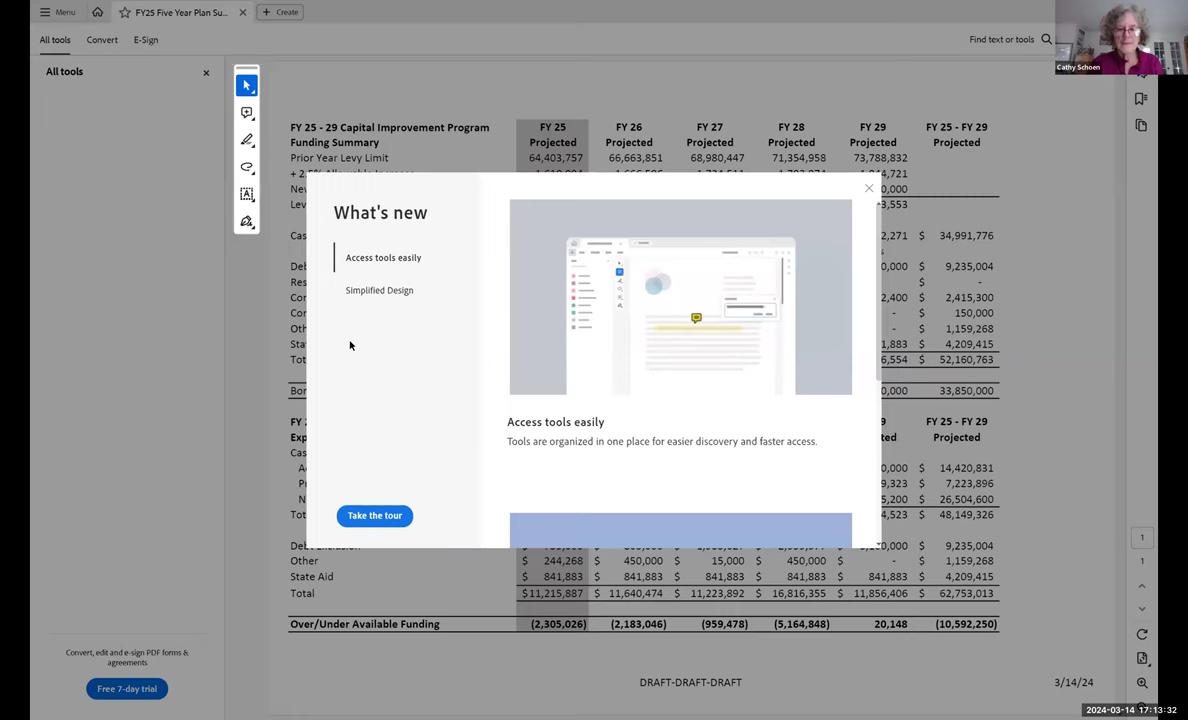 Menu FY25 Five Year Plan Su... Create
All tools Convert E-Sign Find text or tools
Cathy Schoen
All tools
FY 25 - 29 Capital Improvement Program FY 25 FY 26 FY 27 FY 28 FY 29 FY 25 - FY 29
Funding Summary Projected Projected Projected Projected Projected Projected
Prior Year Levy Limit 64,403,757 66,663,851 68,980,447 71,354,958 73,788,832
What's new
Access tools easily
Simplified Design
Access tools easily
Tools are organized in one place for easier discovery and faster access.
Take the tour
$ 34,991,776
$ 9,235,004
$ -
$ 2,415,300
$ 150,000
$ 1,159,268
$ 4,209,415
$ 52,160,763
33,850,000
FY 25 - FY 29
Projected
$ 14,420,831
$ 7,223,896
$ 26,504,600
$ 48,149,326
$ 9,235,004
Other $ 244,268 $ 450,000 $ 15,000 $ 450,000 $ - $ 1,159,268
State Aid $ 841,883 $ 841,883 $ 841,883 $ 841,883 $ 841,883 $ 4,209,415
Total $11,215,887 $ 11,640,474 $ 11,223,892 $ 16,816,355 $ 11,856,406 $ 62,753,013
Over/Under Available Funding (2,305,026) (2,183,046) (959,478) (5,164,848) 20,148 (10,592,250)
DRAFT-DRAFT-DRAFT 3/14/24
1
1
Convert, edit and e-sign PDF forms &
agreements
Free 7-day trial
2024-03-14 17:13:32